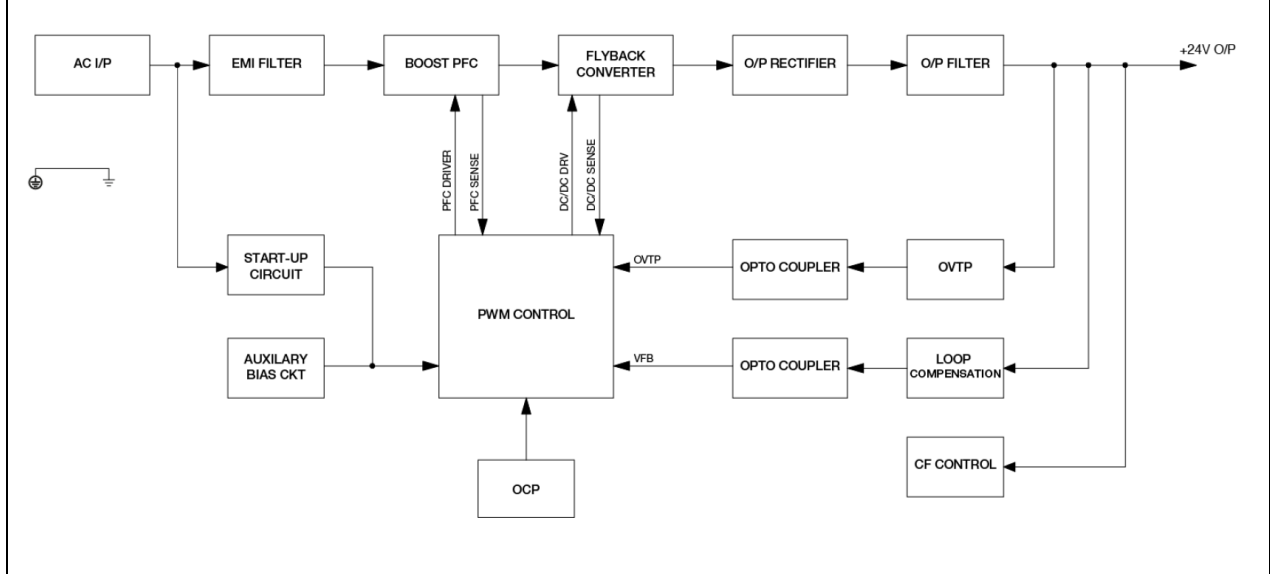 +24V O/P
AC I/P
EMI FILTER
BOOST PFC
FLYBACK
CONVERTER
O/P RECTIFIER
O/P FILTER
PFC DRIVER
PFC SENSE
DC/DC DRV
DC/DC SENSE
START-UP
CIRCUIT
OVTP
OPTO COUPLER
OVTP
PWM CONTROL
AUXILARY
BIAS CKT
VFB
OPTO COUPLER
LOOP
COMPENSATION
CF CONTROL
OCP